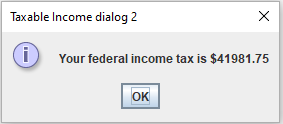 Taxable Income dialog 2
Your federal income tax is $41981.75
OK